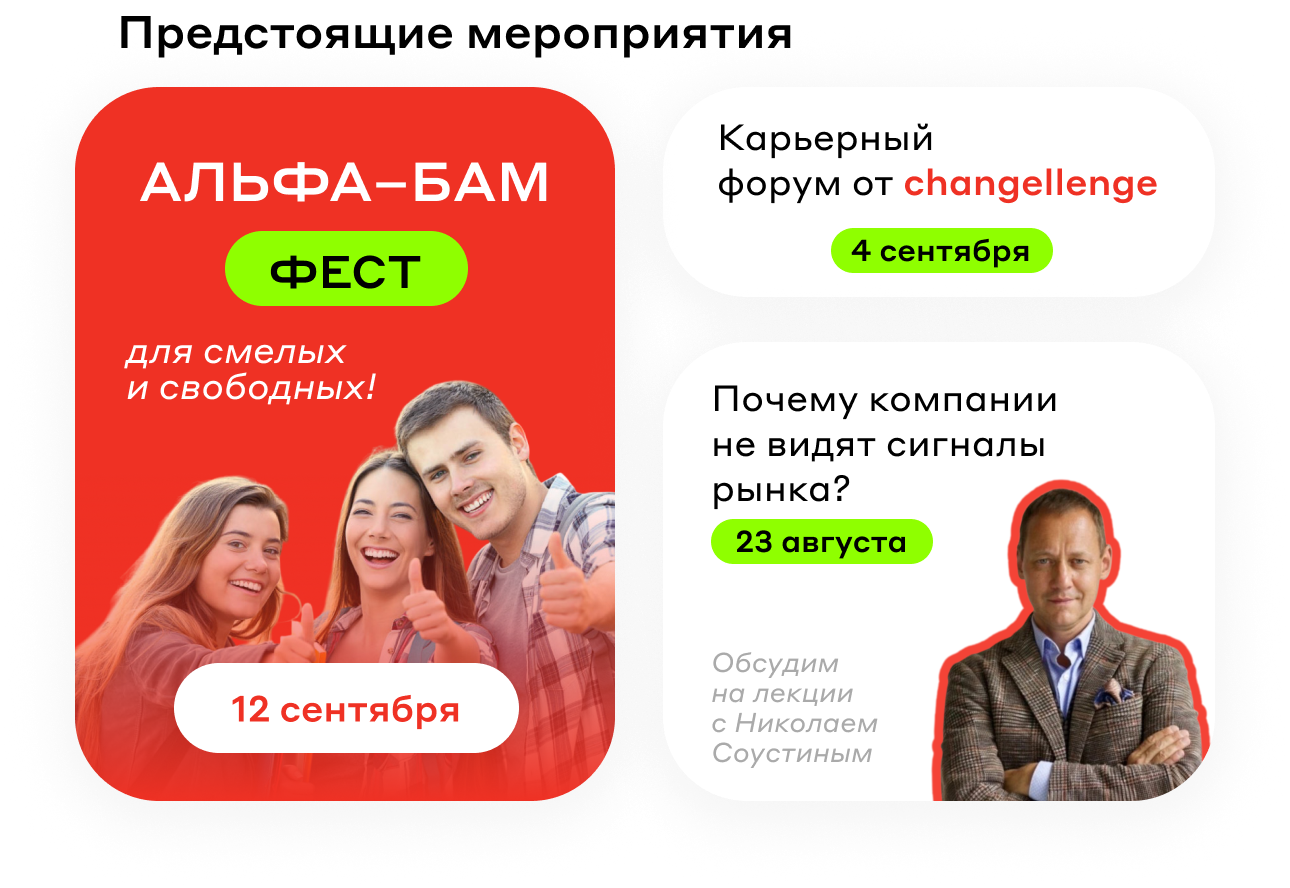 Предстоящие мероприятия
АЛЬФА–БАМ
ФЕСТ
для смелых
и свободных!
12 сентября
Карьерный
форум от changellenge
4 сентября
Почему компании
не видят сигналы
рынка?
23 августа
Обсудим
на лекции
с Николаем
Соустиным